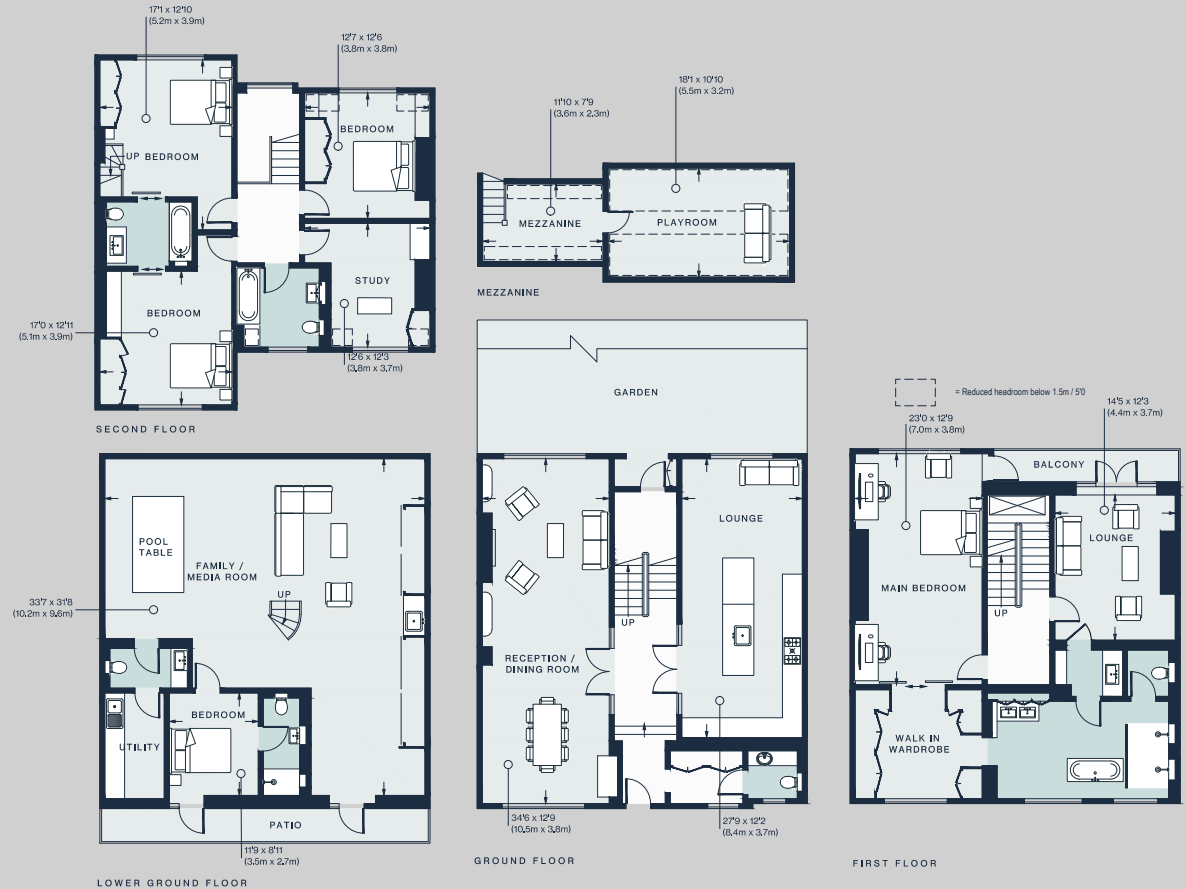 17'1 x 12'10
(5.2m x 3.9m)
12'7 x 12'6
(3.8m x 3.8m)
BEDROOM
UP BEDROOM
BEDROOM
STUDY
17'0 x 12'11
(5.1m x 3.9m)
12'6 x 12'3
(3.8m x 3.7m)
SECOND FLOOR
18'1 x 10'10
(5.5m x 3.2m)
11'10 x 7'9
(3.6m x 2.3m)
MEZZANINE
PLAYROOM
MEZZANINE
GARDEN
= Reduced headroom below 1.5m / 5'0
POOL
TABLE
FAMILY /
MEDIA ROOM
UP
33'7 x 31'8
(10.2m x 9.6m)
BEDROOM
UTILITY
PATIO
11'9 x 8'11
(3.5m x 2.7m)
LOWER GROUND FLOOR
LOUNGE
UP
RECEPTION /
DINING ROOM
34'6 x 12'9
(10.5m x 3.8m)
27'9 x 12'2
(8.4m x 3.7m)
GROUND FLOOR
23'0 x 12'9
(7.0m x 3.8m)
14'5 x 12'3
(4.4m x 3.7m)
BALCONY
LOUNGE
MAIN BEDROOM
UP
WALK IN
WARDROBE
FIRST FLOOR